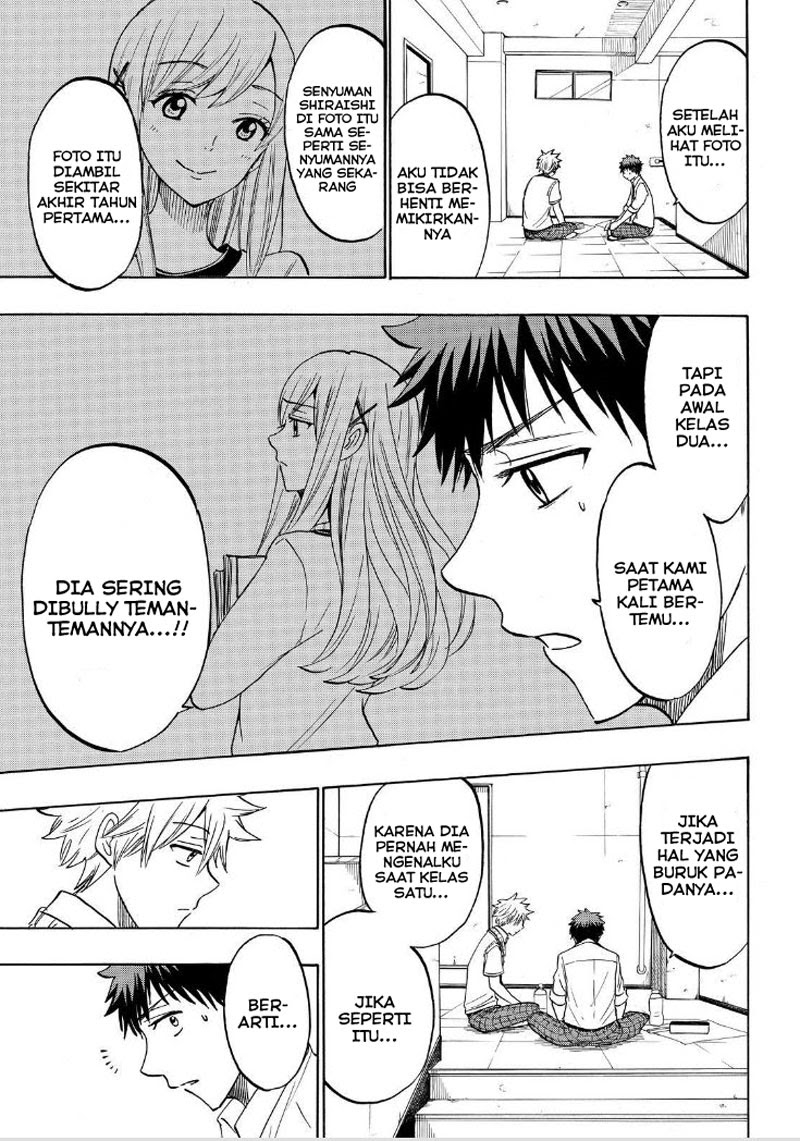 SETELAH
AKU MELI-
HAT FOTO
ITU...
AKU TIDAK
BISA BER-
HENTI ME-
MIKIRKAN-
NYA
SENYUMAN
SHIRAISHI
DI FOTO ITU
SAMA SE-
PERTI SE-
NYUMANNYA
YANG SEKA-
RANG
FOTO ITU
DIAMBIL
SEKITAR
AKHIR TAHUN
PERTAMA...
TAPI
PADA
AWAL
KELAS
DUA...
SAAT KAMI
PETAMA
KALI BER-
TEMU...
DIA SERING
DIBULLY TEMAN-
TEMANNYA...!!
JIKA
TERJADI
HAL YANG
BURUK PA-
DANYA...
KARENA DIA
PERNAH ME-
NGENALKU
SAAT KELAS
SATU...
JIKA
SEPERTI
ITU...
BER-
ARTI...